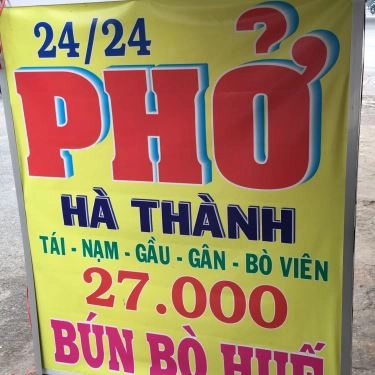 24/24
PHỞ
HÀ THÀNH
TÁI - NẠM - GẦU - GÂN - BÒ VIÊN
27.000
BÚN BÒ HUẾ